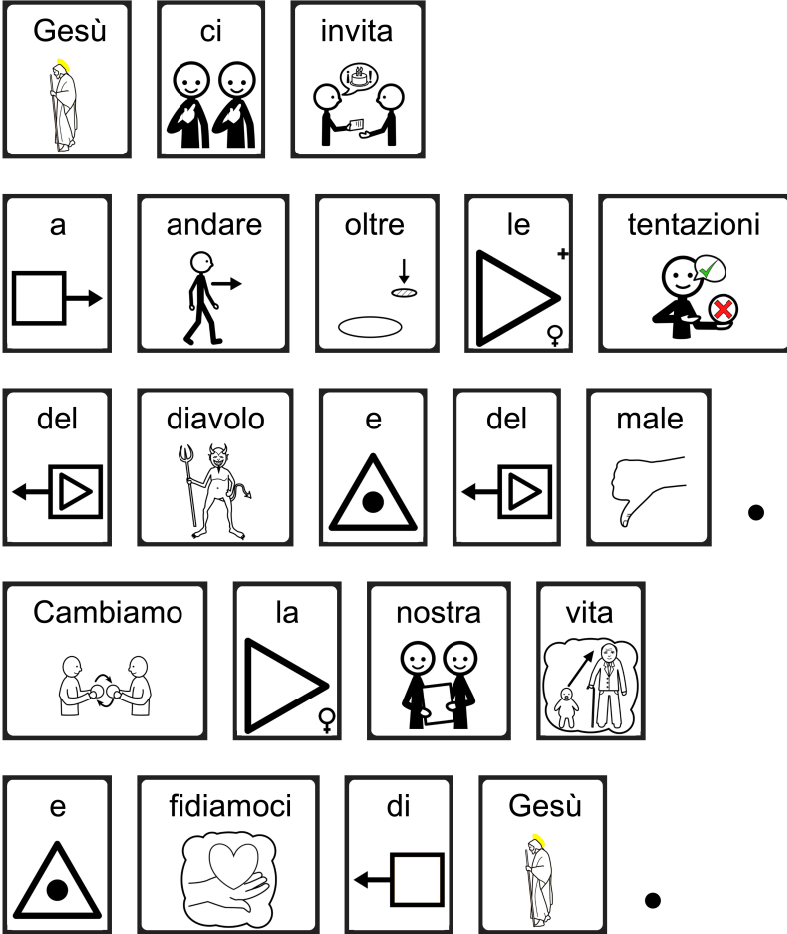 Gesù ci invita
a andare oltre le tentazioni
del diavolo e del male .
Cambiamo la nostra vita
e fidiamoci di Gesù .